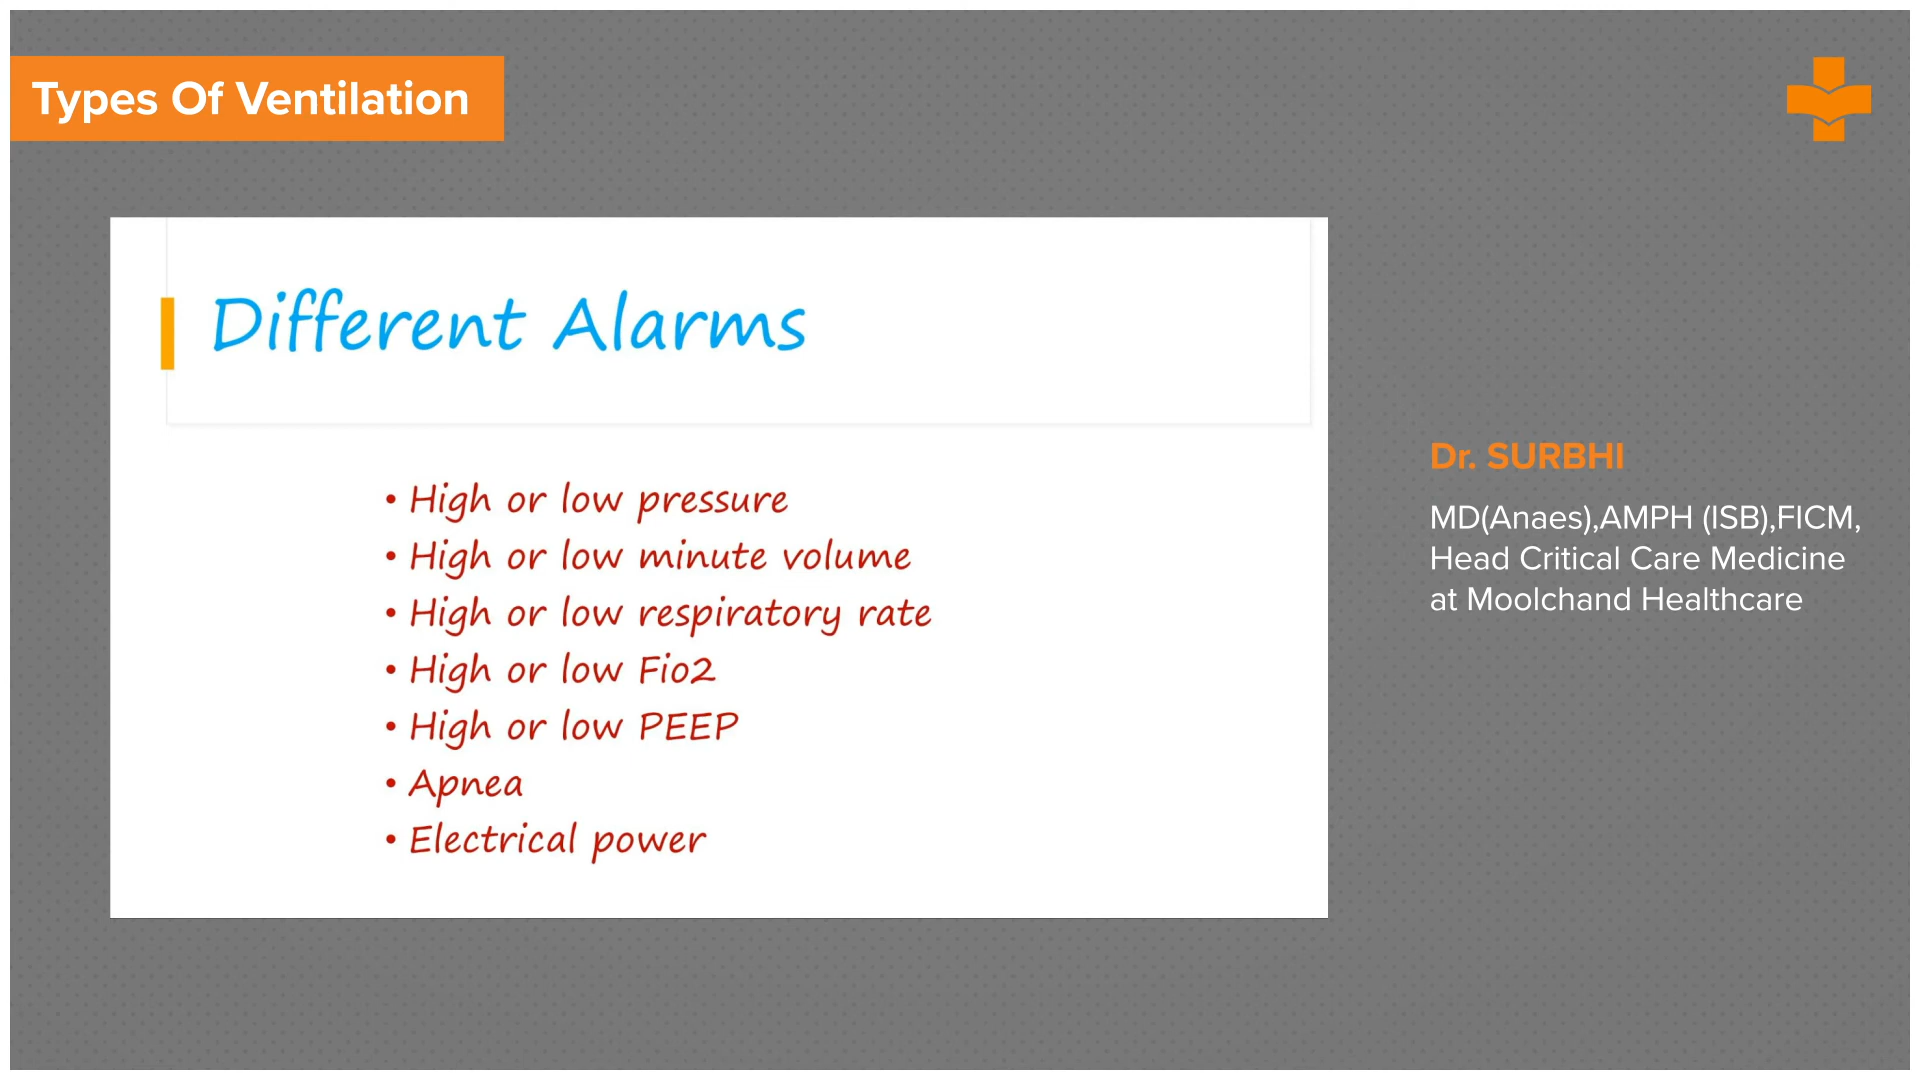 Types Of Ventilation
Different Alarms
• High or low pressure
• High or low minute volume
• High or low respiratory rate
• High or low Fio2
• High or low PEEP
• Apnea
• Electrical power
Dr. SURBHI
MD(Anaes),AMPH (ISB),FICM,
Head Critical Care Medicine
at Moolchand Healthcare